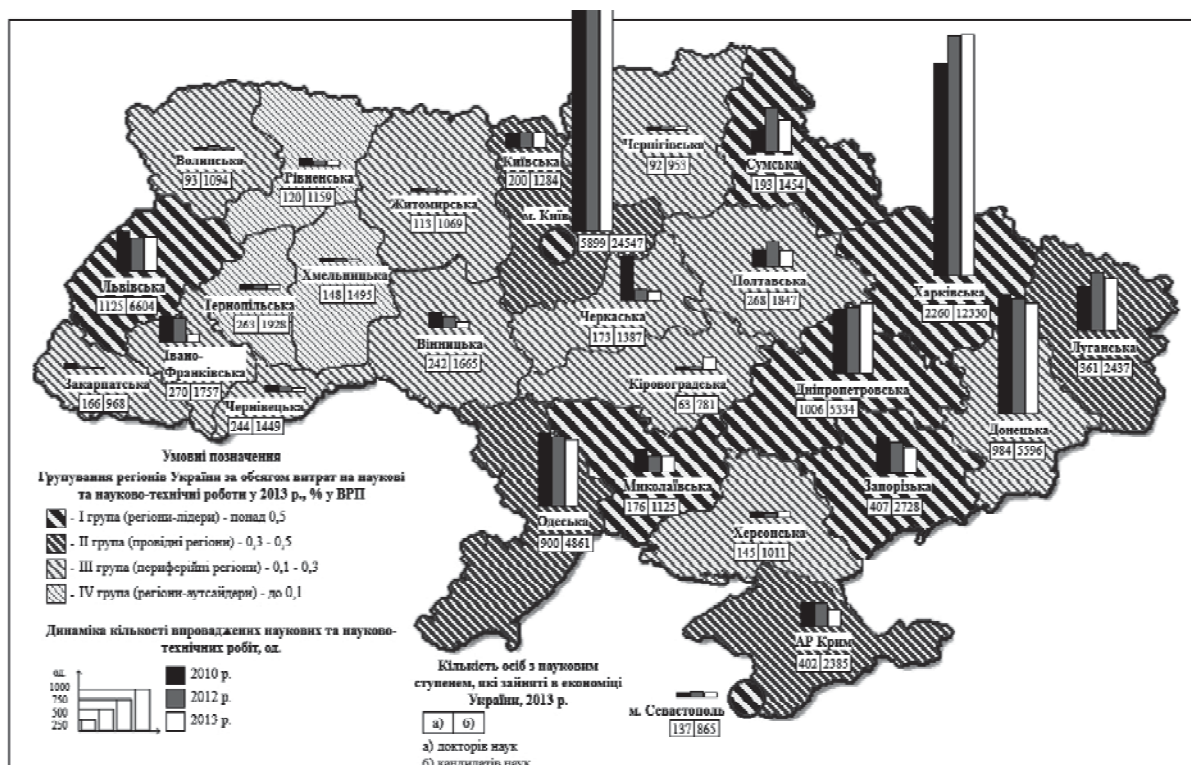 Волинська
93 1094
Рівненська
120 1159
Житомирська
113 1069
Київська
200 1284
м. Київ
5899 24547
Чернігівська
92 953
Сумська
193 1454
Львівська
1125 6604
Тернопільська
263 1928
Хмельницька
148 1495
Вінницька
242 1665
Черкаська
173 1387
Полтавська
268 1847
Харківська
2260 12330
Луганська
361 2437
Закарпатська
166 968
Івано-
Франківська
270 1757
Чернівецька
244 1449
Кіровоградська
63 781
Дніпропетровська
1006 5334
Донецька
984 5596
Миколаївська
176 1125
Запорізька
407 2728
Одеська
900 4861
Херсонська
145 1011
АР Крим
402 2385
м. Севастополь
137 865
Умовні позначення
Групування регіонів України за обсягом витрат на наукові
та науково-технічні роботи у 2013 р., % у ВРП
- І група (регіони-лідери) - понад 0,5
- ІІ група (провідні регіони) - 0,3 - 0,5
- ІІІ група (периферійні регіони) - 0,1 - 0,3
- IV група (регіони-аутсайдери) - до 0,1
Динаміка кількості впроваджених наукових та науково-
технічних робіт, од.
од.
1000
750
500
250
2010 р.
2012 р.
2013 р.
Кількість осіб з науковим
ступенем, які зайняті в економіці
України, 2013 р.
а) б)
а) докторів наук
б) кандидатів наук